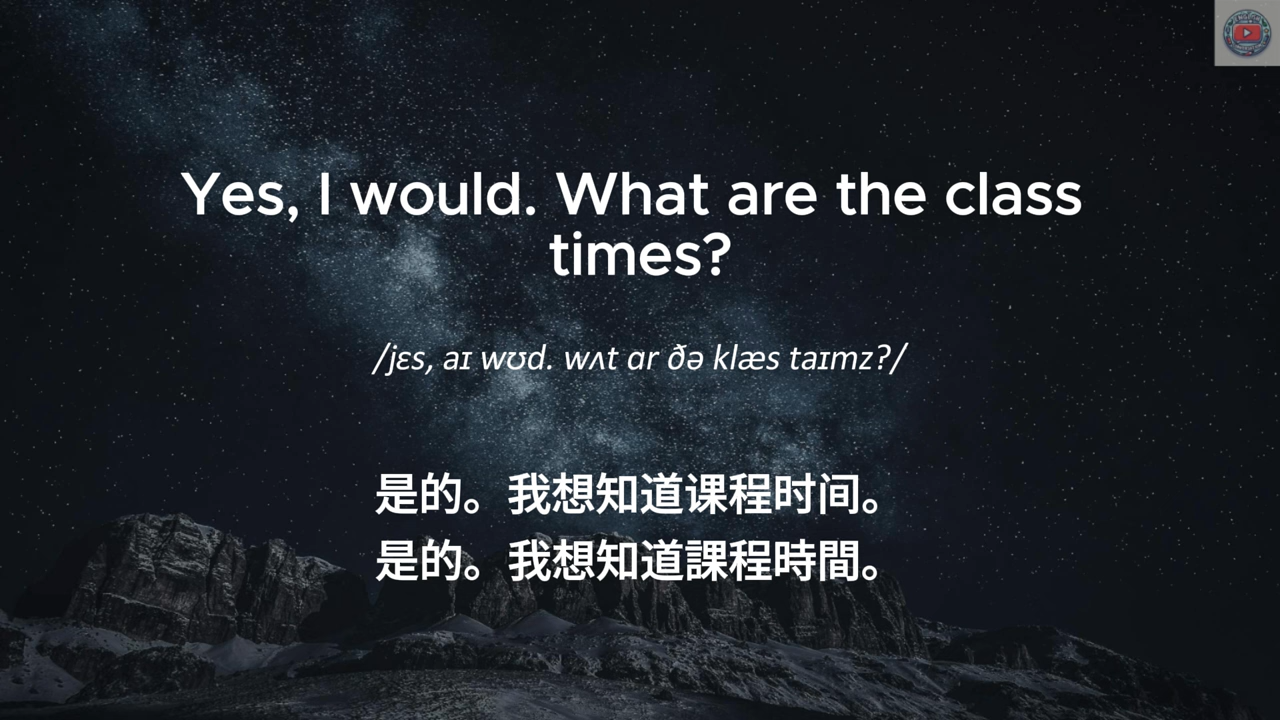 Yes, I would. What are the class
times?
/jɛs, aɪ wʊd. wʌt ɑr ðə klæs taɪmz?/
是的。我想知道课程时间。
是的。我想知道課程時間。